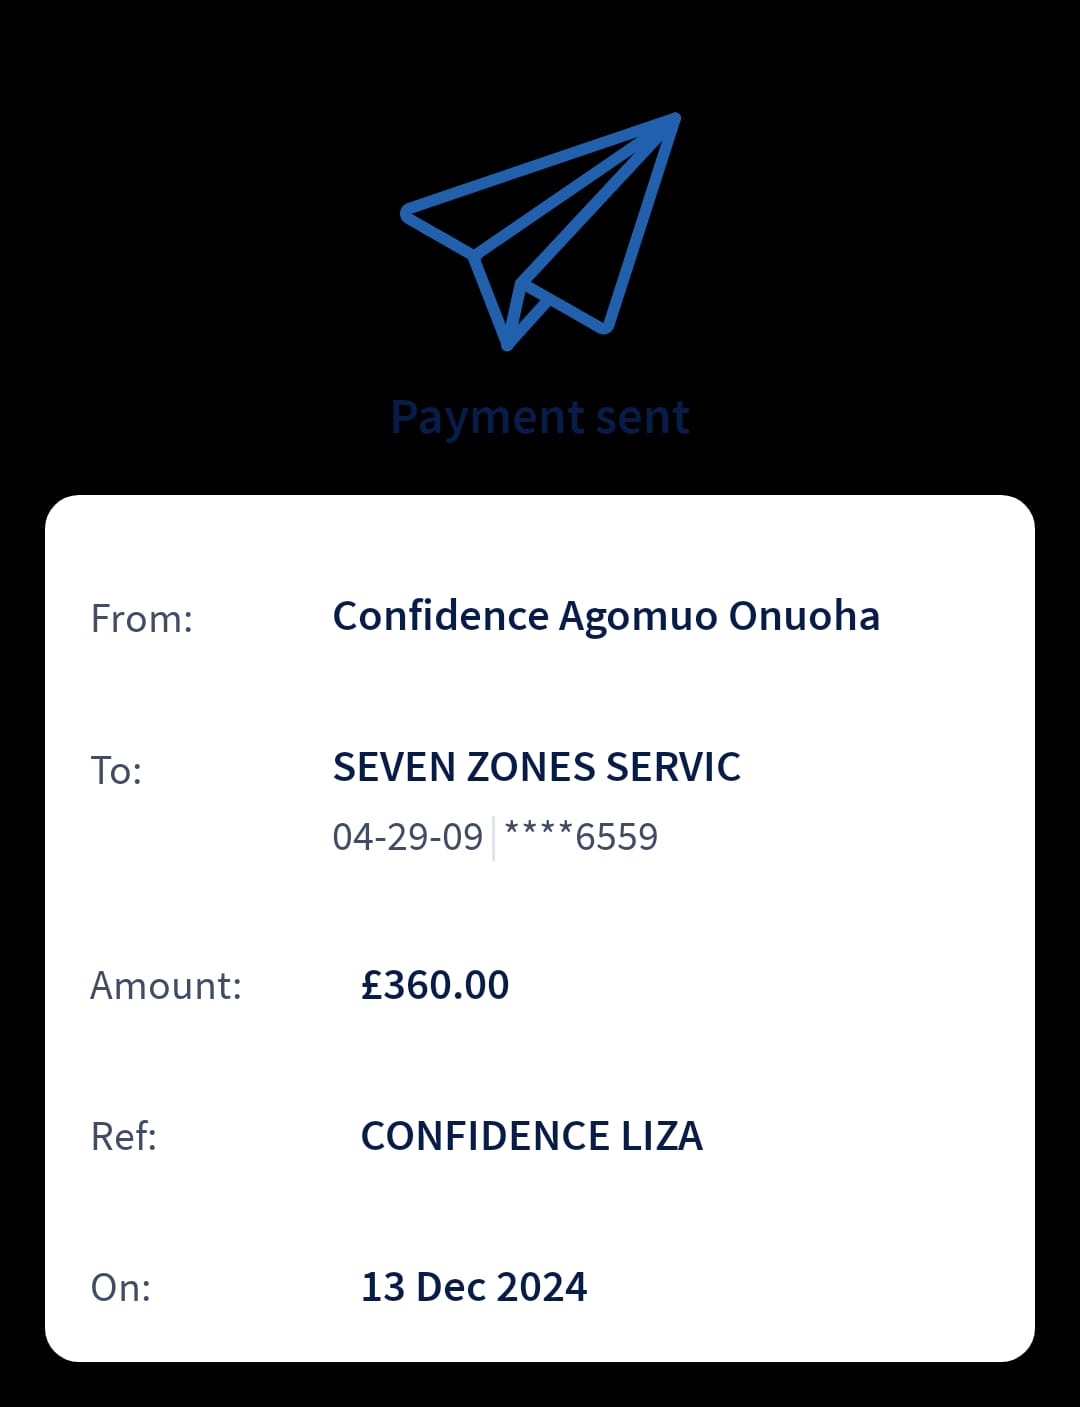 Payment sent
From: Confidence Agomuo Onuoha
To: SEVEN ZONES SERVIC
04-29-09 | ****6559
Amount: £360.00
Ref: CONFIDENCE LIZA
On: 13 Dec 2024